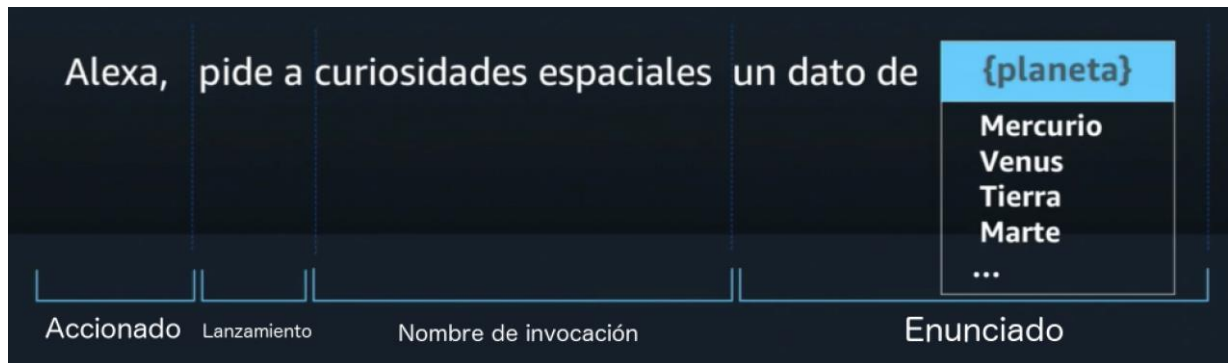 Alexa, pide a curiosidades espaciales un dato de {planeta}
Mercurio
Venus
Tierra
Marte
...
Accionado Lanzamiento Nombre de invocación Enunciado